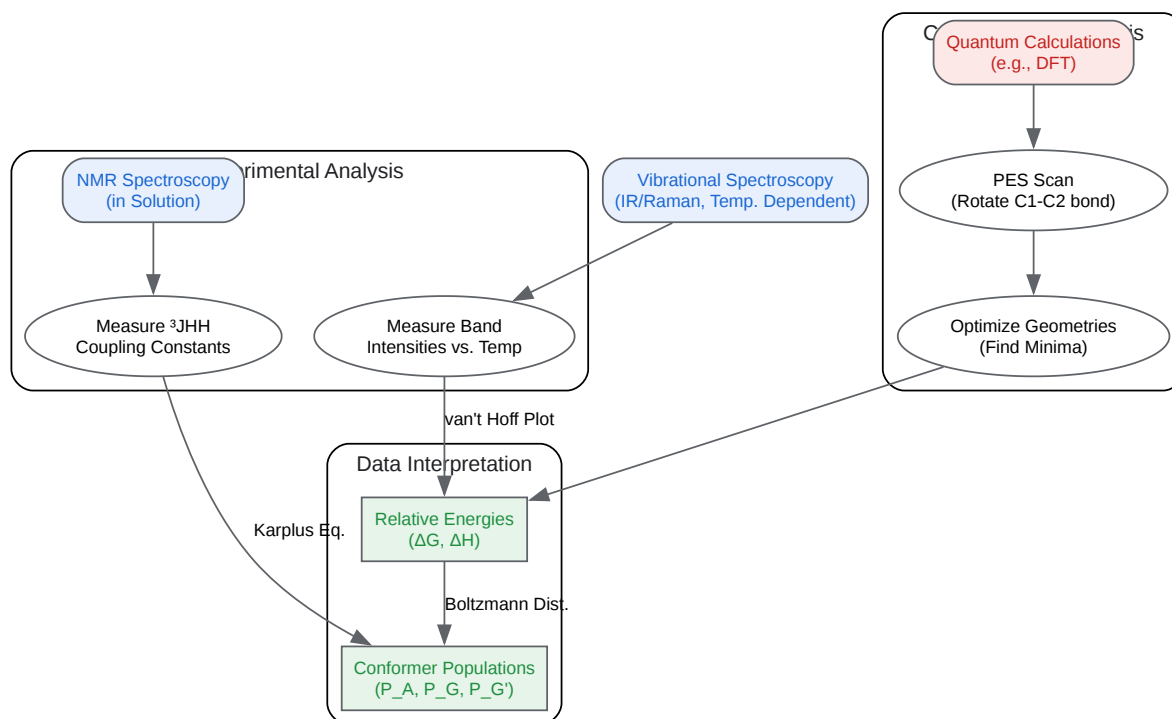 Quantum Calculations
(e.g., DFT)
erimental Analysis
NMR Spectroscopy
(in Solution)
Vibrational Spectroscopy
(IR/Raman, Temp. Dependent)
PES Scan
(Rotate C1-C2 bond)
Measure ³JHH
Coupling Constants
Measure Band
Intensities vs. Temp
Optimize Geometries
(Find Minima)
van't Hoff Plot
Data Interpretation
Relative Energies
(ΔG, ΔH)
Karplus Eq.
Boltzmann Dist.
Conformer Populations
(P_A, P_G, P_G')